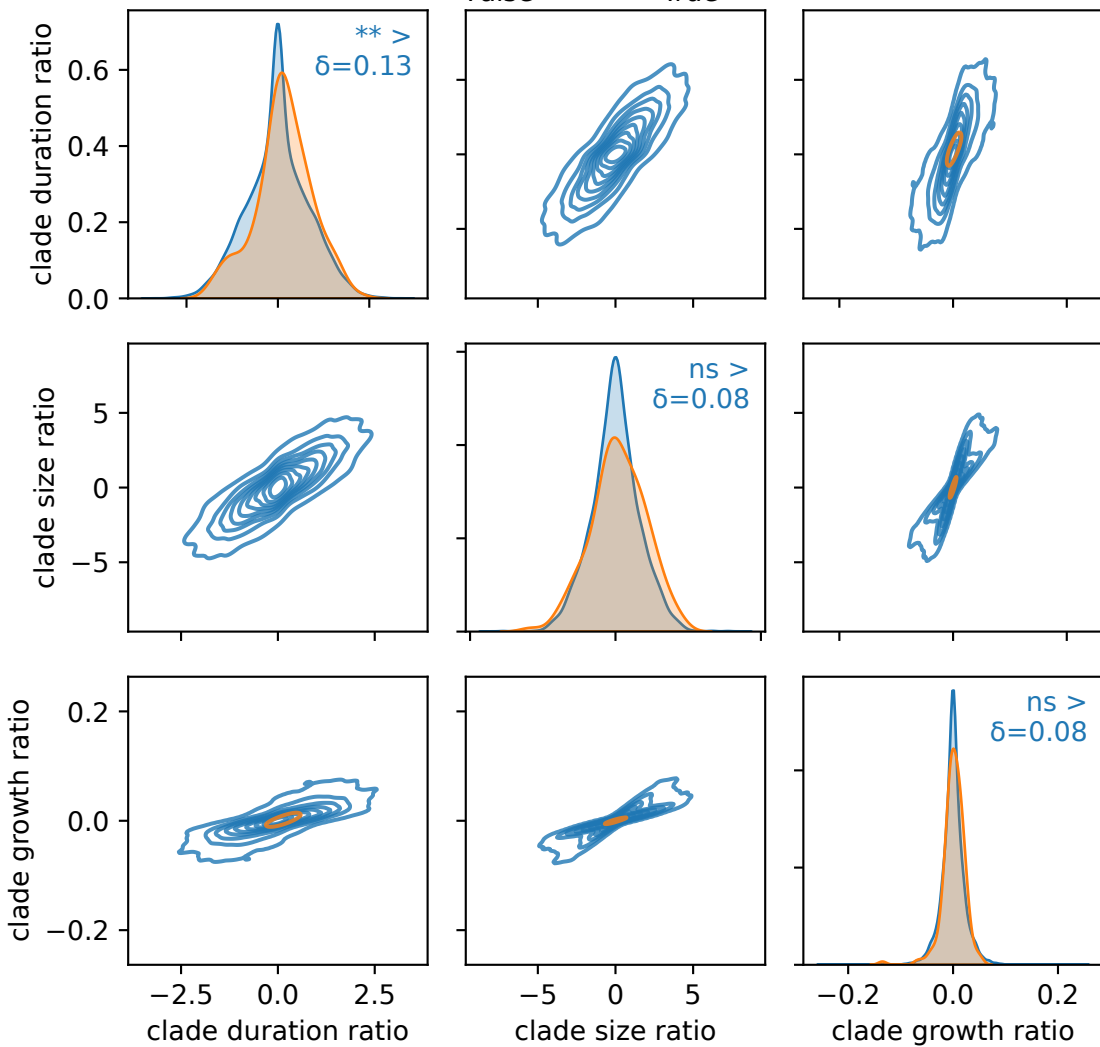 False True
clade duration ratio
0.6
0.4
0.2
0.0
** >
δ=0.13
clade size ratio
5
0
−5
ns >
δ=0.08
clade growth ratio
0.2
0.0
−0.2
ns >
δ=0.08
−2.5 0.0 2.5
−5 0 5
−0.2 0.0 0.2
clade duration ratio
clade size ratio
clade growth ratio